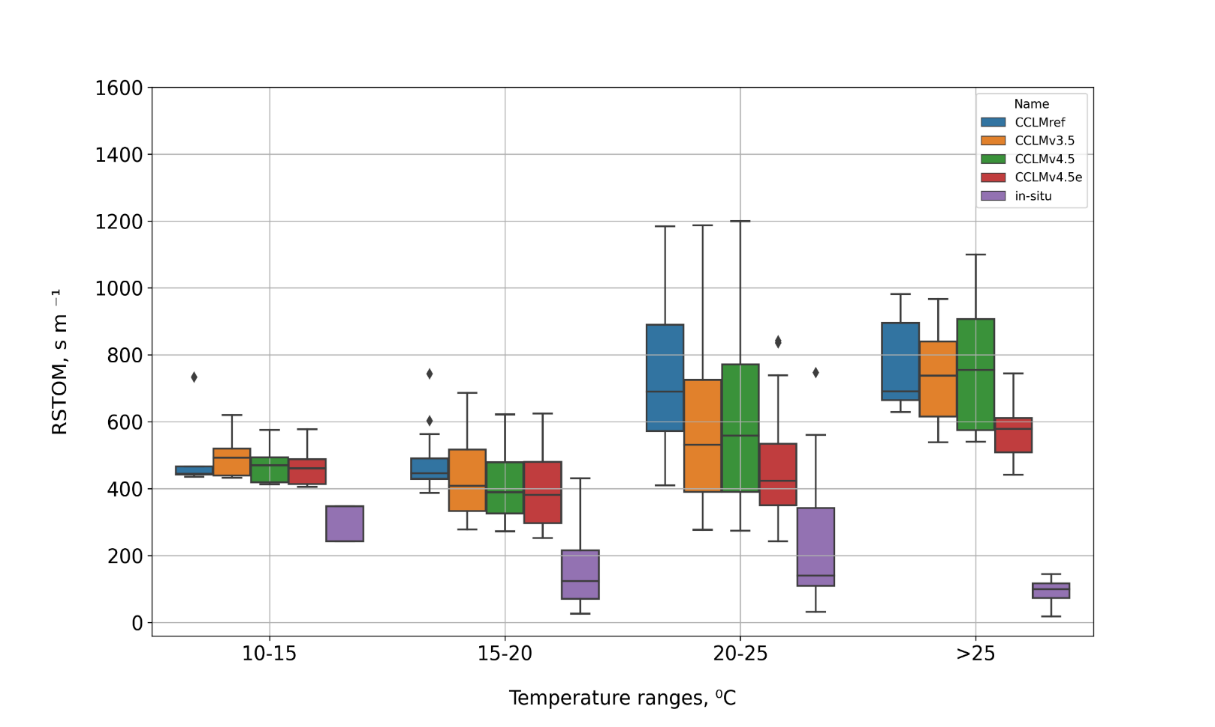 1600
1400
1200
1000
800
600
400
200
0
RSTOM, s m ⁻¹
10-15
15-20
20-25
>25
Temperature ranges, ⁰C
Name
CCLMref
CCLMv3.5
CCLMv4.5
CCLMv4.5e
in-situ